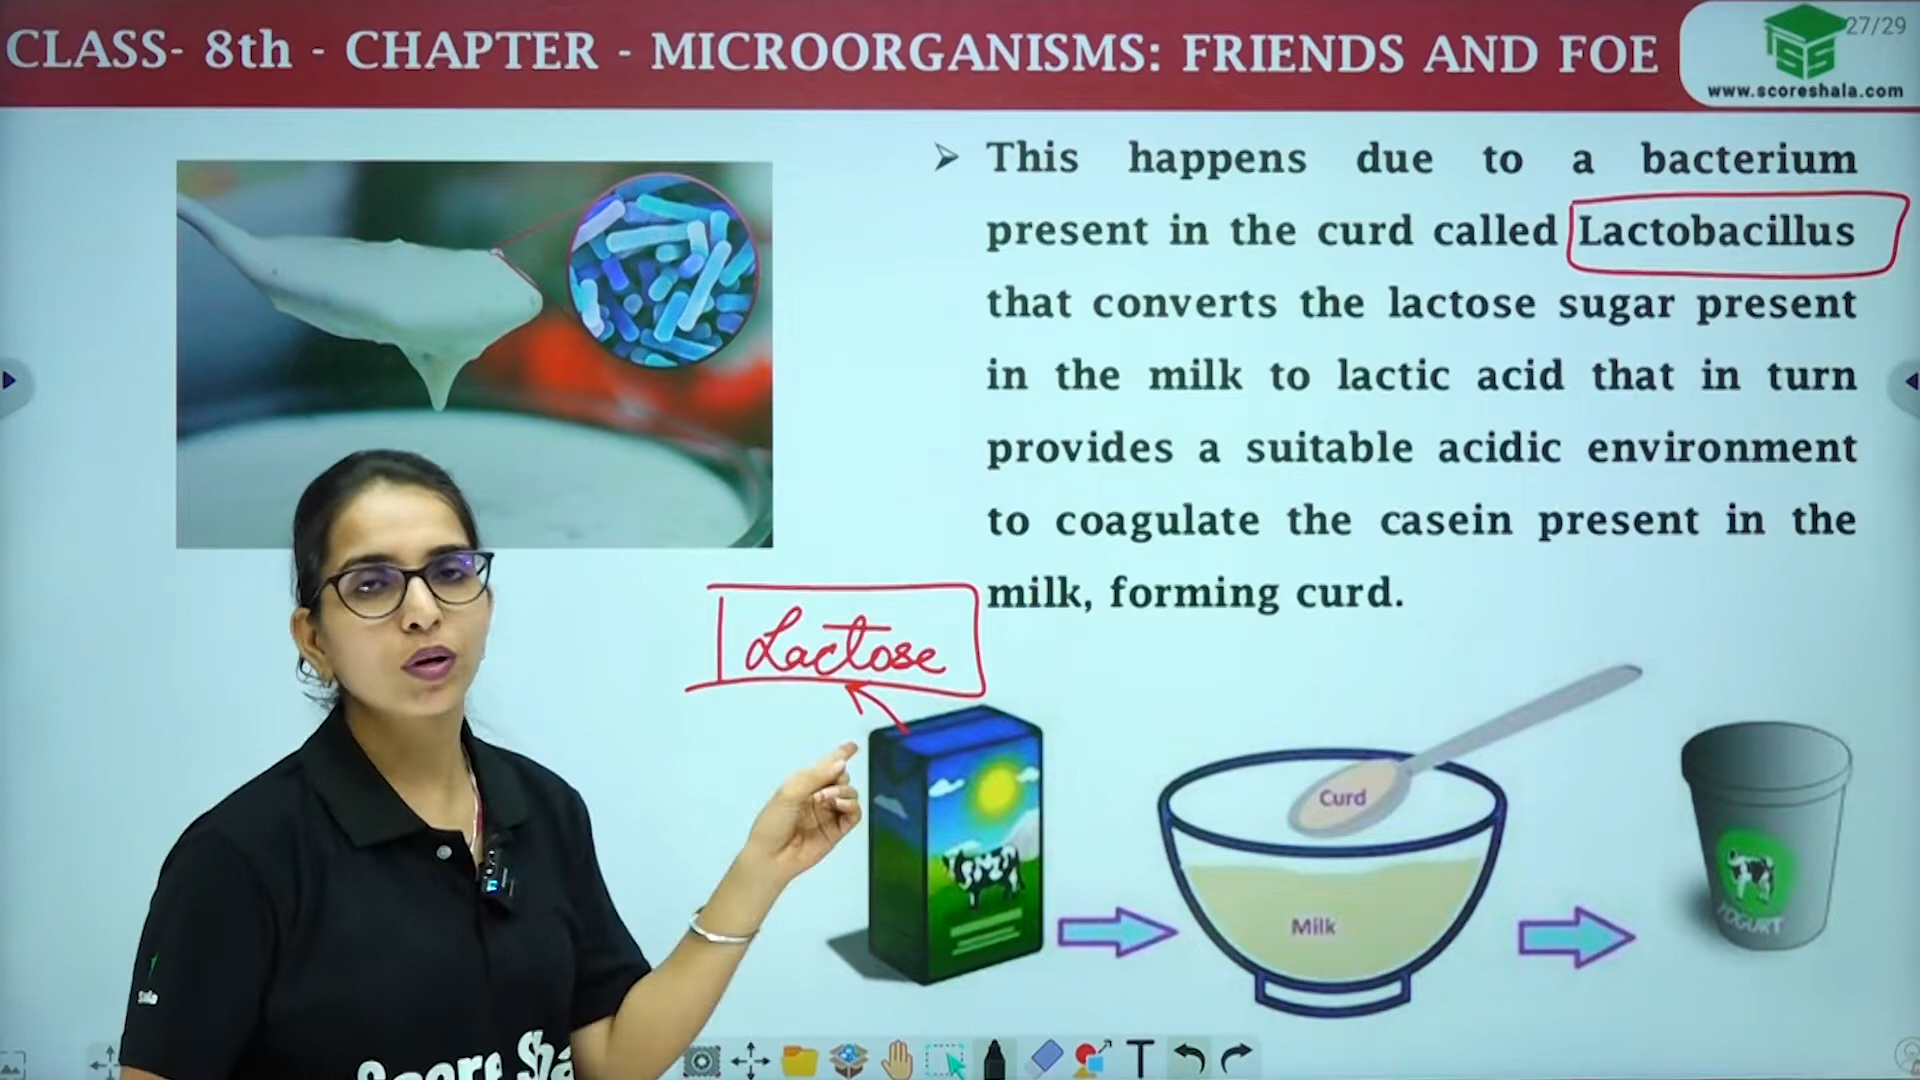 CLASS- 8th - CHAPTER - MICROORGANISMS: FRIENDS AND FOE
27/29
www.scoreshala.com
➢ This happens due to a bacterium
present in the curd called Lactobacillus
that converts the lactose sugar present
in the milk to lactic acid that in turn
provides a suitable acidic environment
to coagulate the casein present in the
milk, forming curd.
Lactose
Curd
Milk
YOGURT
T